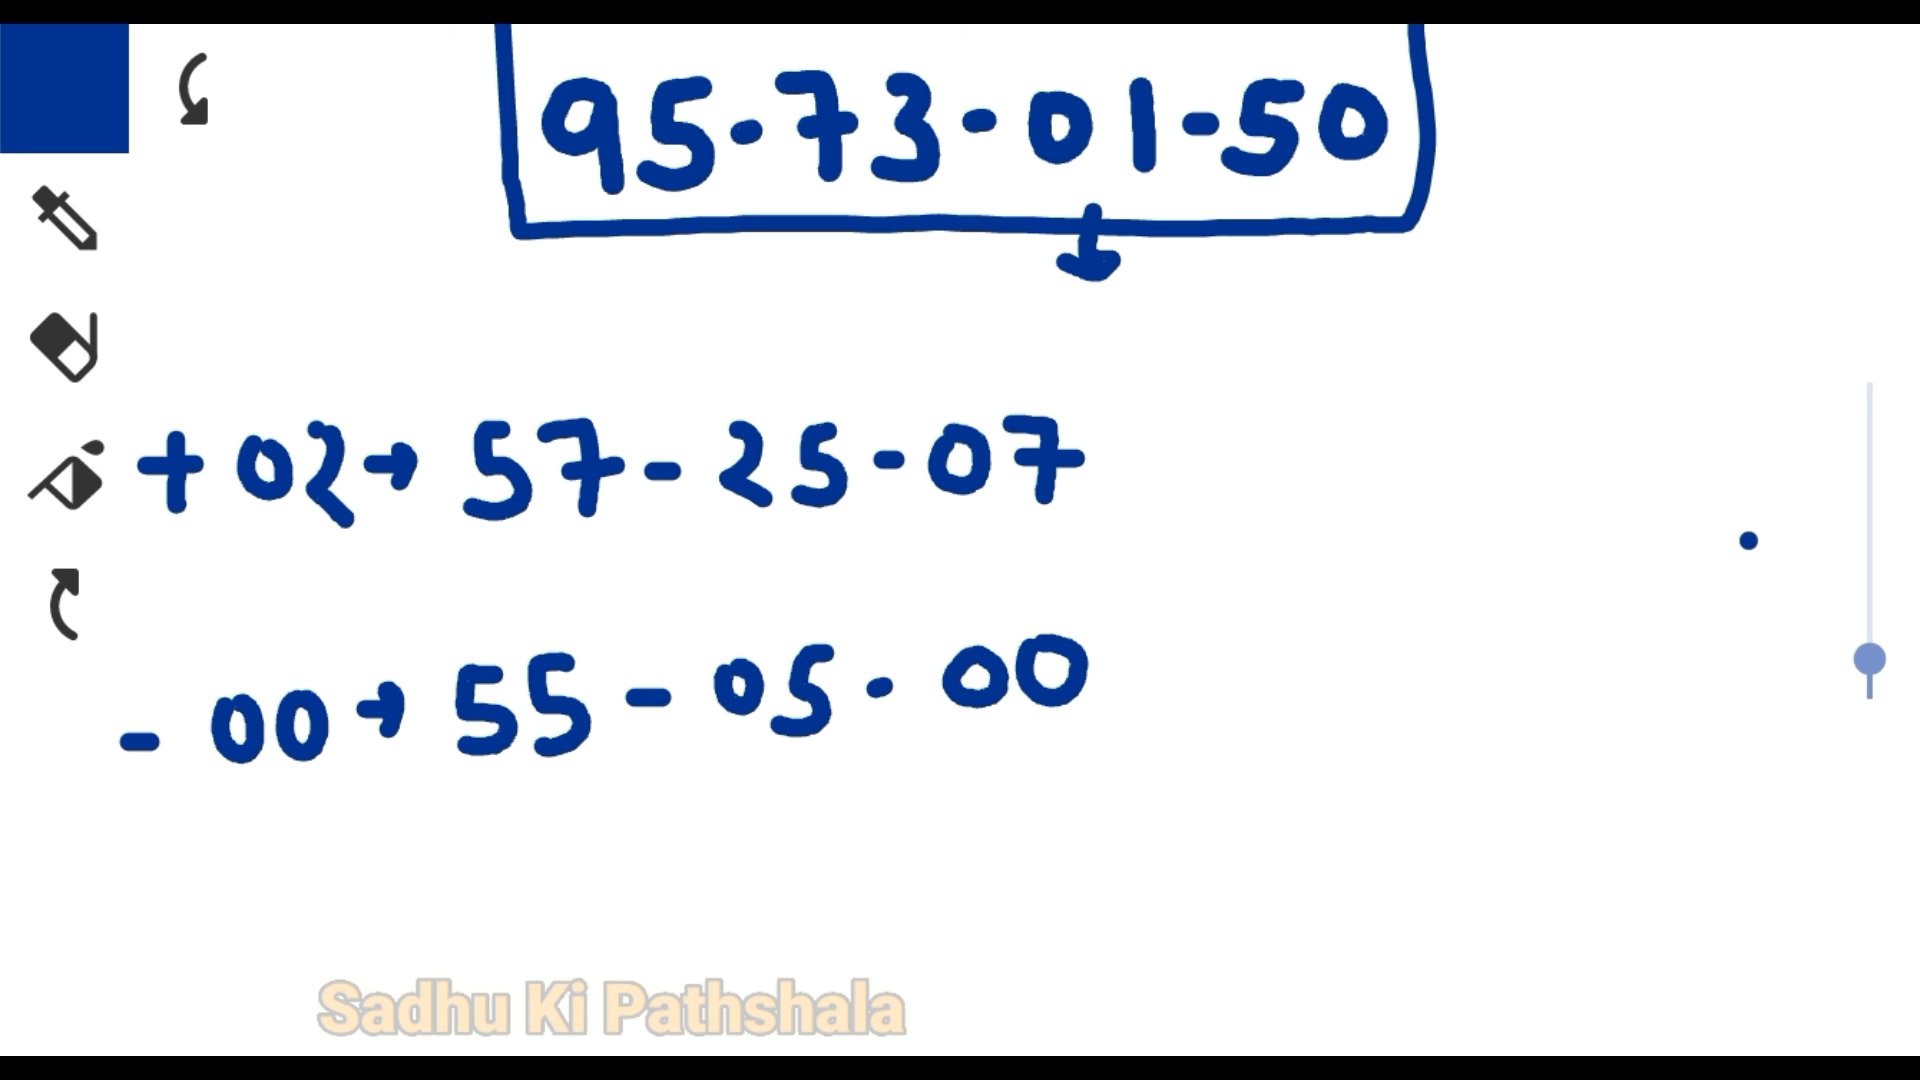 95-73-01-50
+ 02→ 57-25-07
- 00→ 55-05-00
Sadhu Ki Pathshala